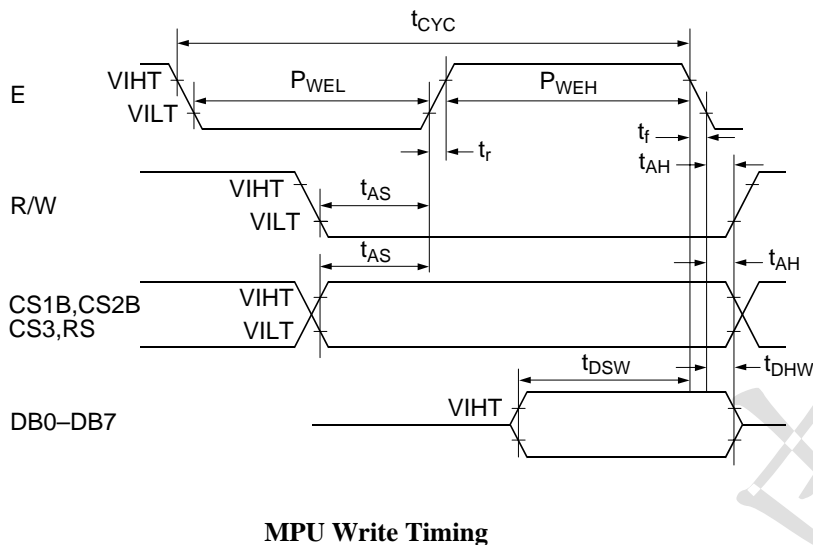 tCYC
E
VIHT
VILT
PWEL
PWEH
tf
tr
tAH
R/W
VIHT
VILT
tAS
tAS
tAH
CS1B,CS2B
CS3,RS
VIHT
VILT
tDSW
tDHW
DB0–DB7
VIHT
MPU Write Timing